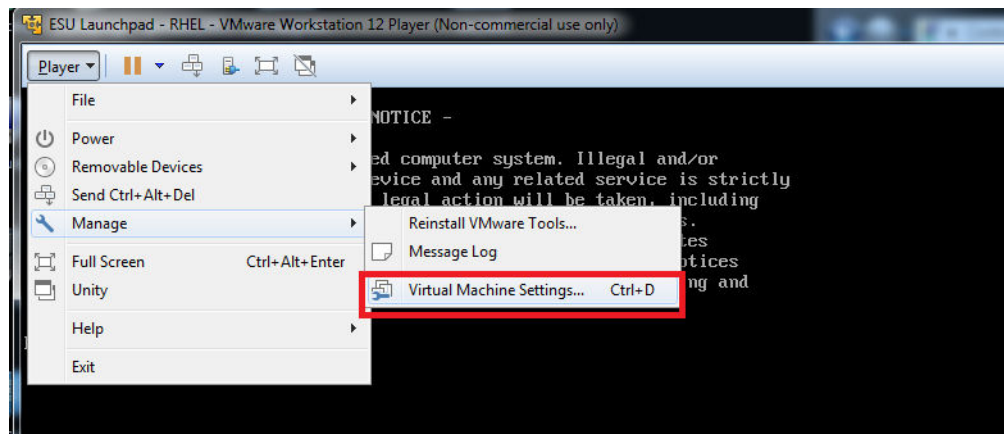 ESU Launchpad - RHEL - VMware Workstation 12 Player (Non-commercial use only)
Player
File
NOTICE -
Power
ed computer system. Illegal and/or
Removable Devices
evice and any related service is strictly
Send Ctrl+Alt+Del
legal action will be taken, including
Manage
Reinstall VMware Tools...
s.
tes
Message Log
otices
Full Screen Ctrl+Alt+Enter
Virtual Machine Settings... Ctrl+D
ng and
Unity
Help
Exit